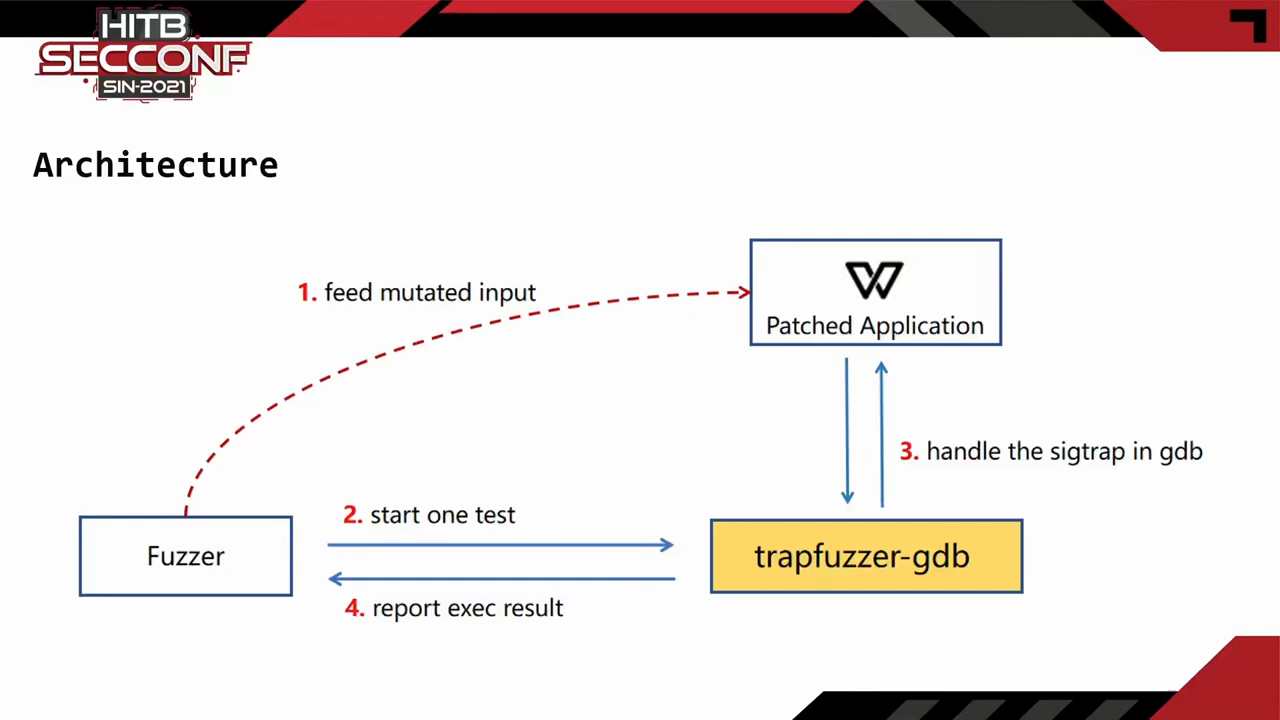 HITB
SECCONF
SIN-2021
Architecture
1. feed mutated input
Patched Application
3. handle the sigtrap in gdb
2. start one test
Fuzzer
trapfuzzer-gdb
4. report exec result